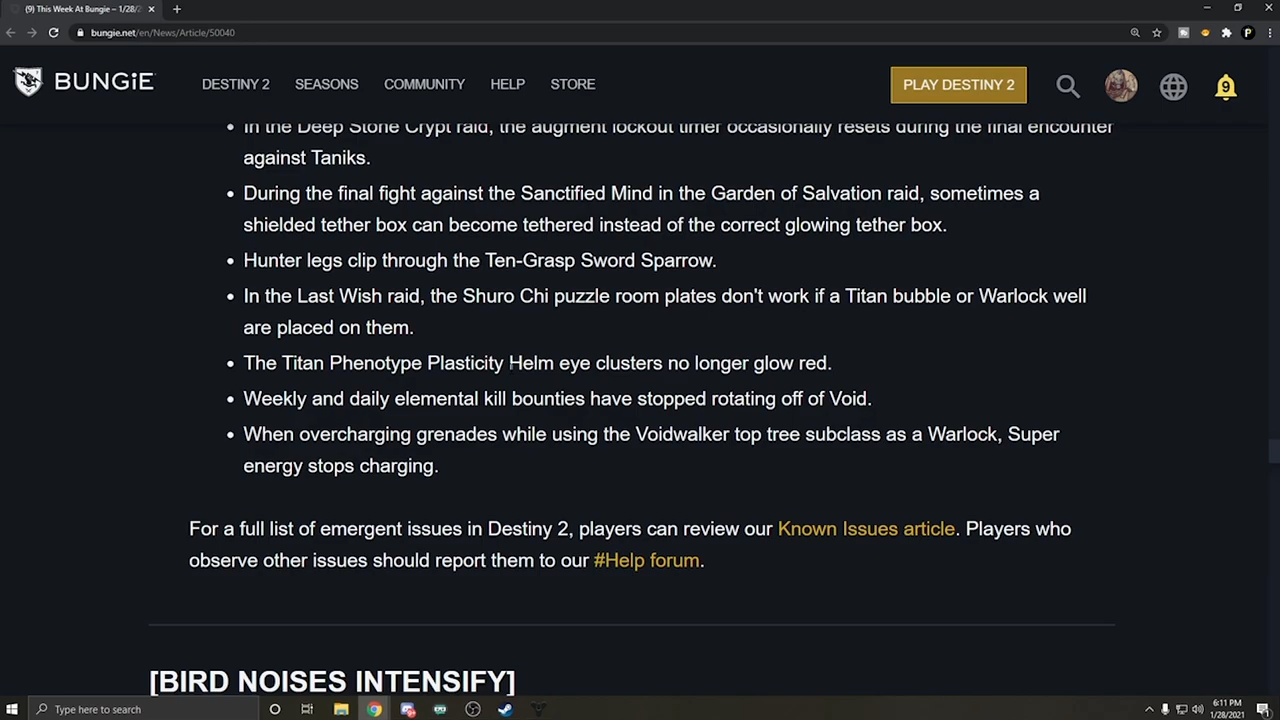 (9) This Week At Bungie – 1/28/2
bungie.net/en/News/Article/50040
BUNGiE
DESTINY 2
SEASONS
COMMUNITY
HELP
STORE
PLAY DESTINY 2
9
In the Deep Stone Crypt raid, the augment lockout timer occasionally resets during the final encounter
against Taniks.
During the final fight against the Sanctified Mind in the Garden of Salvation raid, sometimes a
shielded tether box can become tethered instead of the correct glowing tether box.
Hunter legs clip through the Ten-Grasp Sword Sparrow.
In the Last Wish raid, the Shuro Chi puzzle room plates don't work if a Titan bubble or Warlock well
are placed on them.
The Titan Phenotype Plasticity Helm eye clusters no longer glow red.
Weekly and daily elemental kill bounties have stopped rotating off of Void.
When overcharging grenades while using the Voidwalker top tree subclass as a Warlock, Super
energy stops charging.
For a full list of emergent issues in Destiny 2, players can review our Known Issues article. Players who
observe other issues should report them to our #Help forum.
[BIRD NOISES INTENSIFY]
Type here to search
6:11 PM
1/28/2021